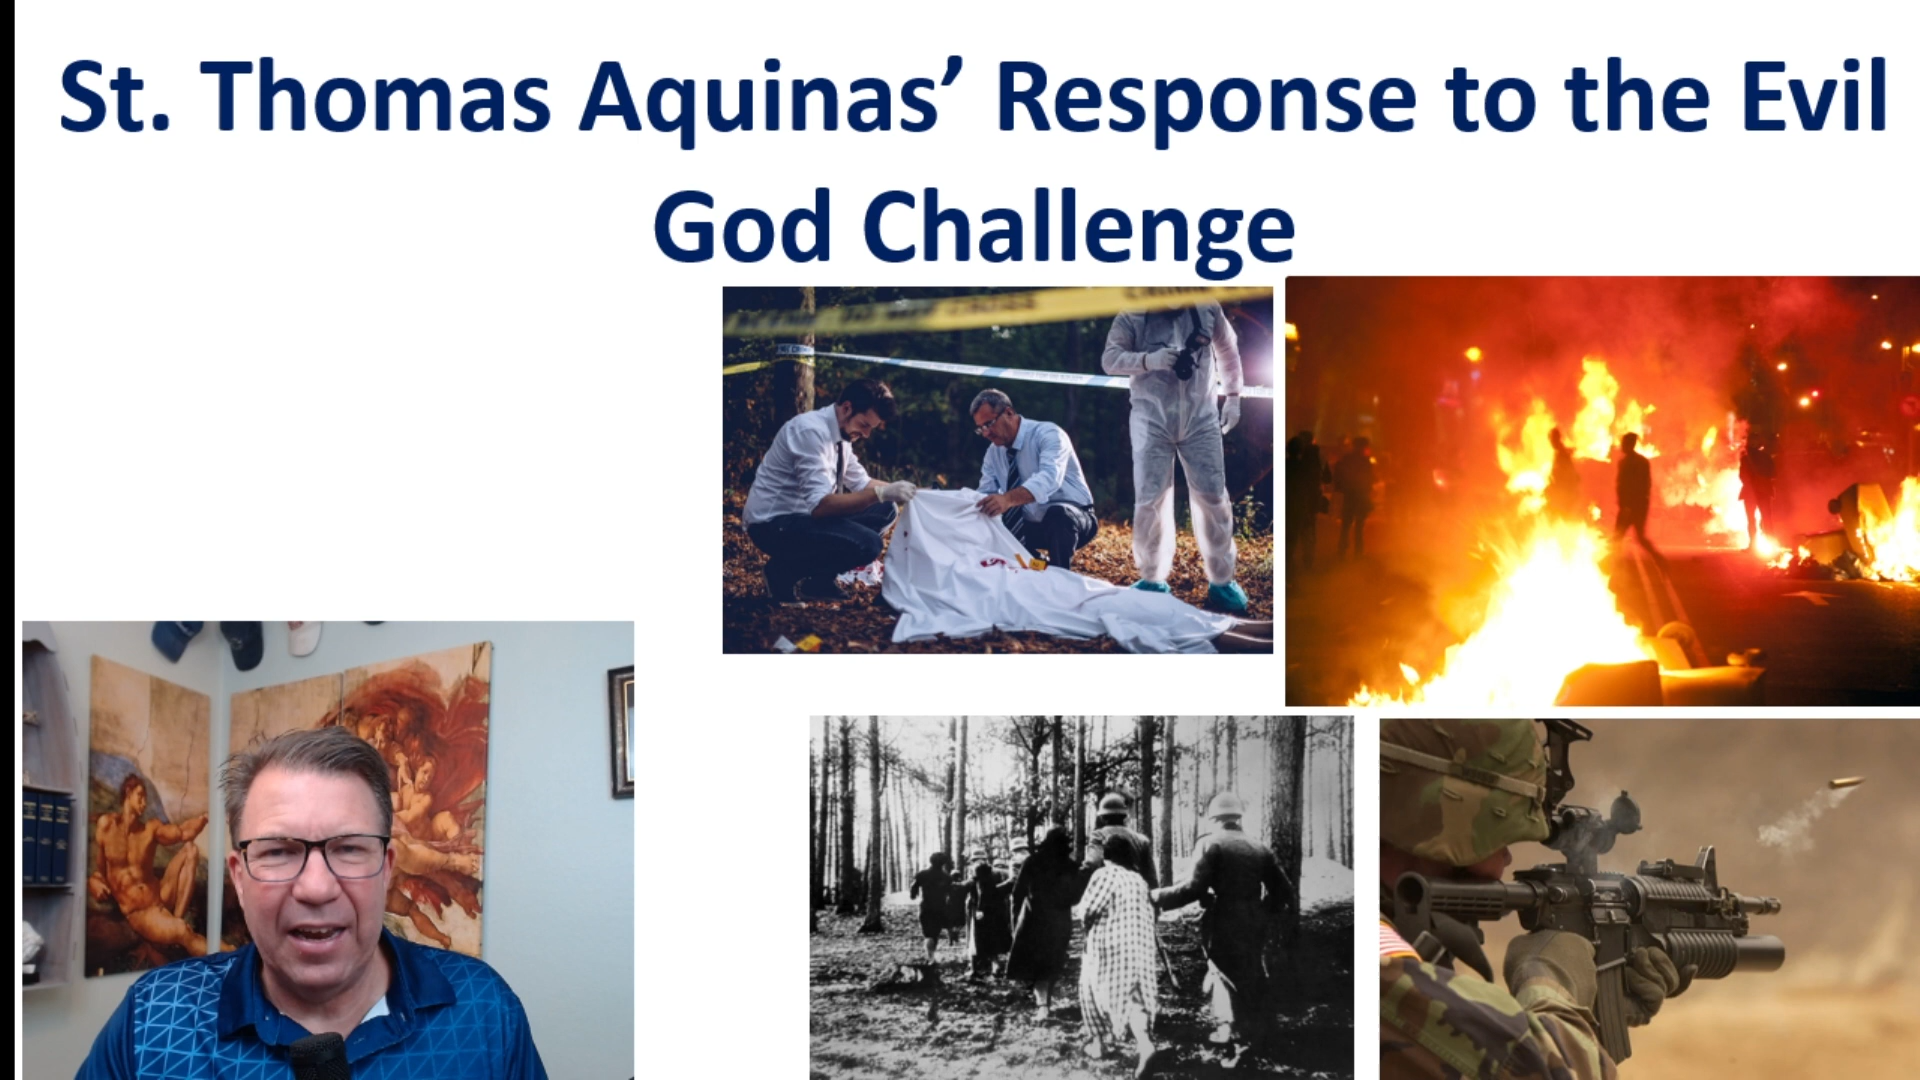 St. Thomas Aquinas’ Response to the Evil
God Challenge